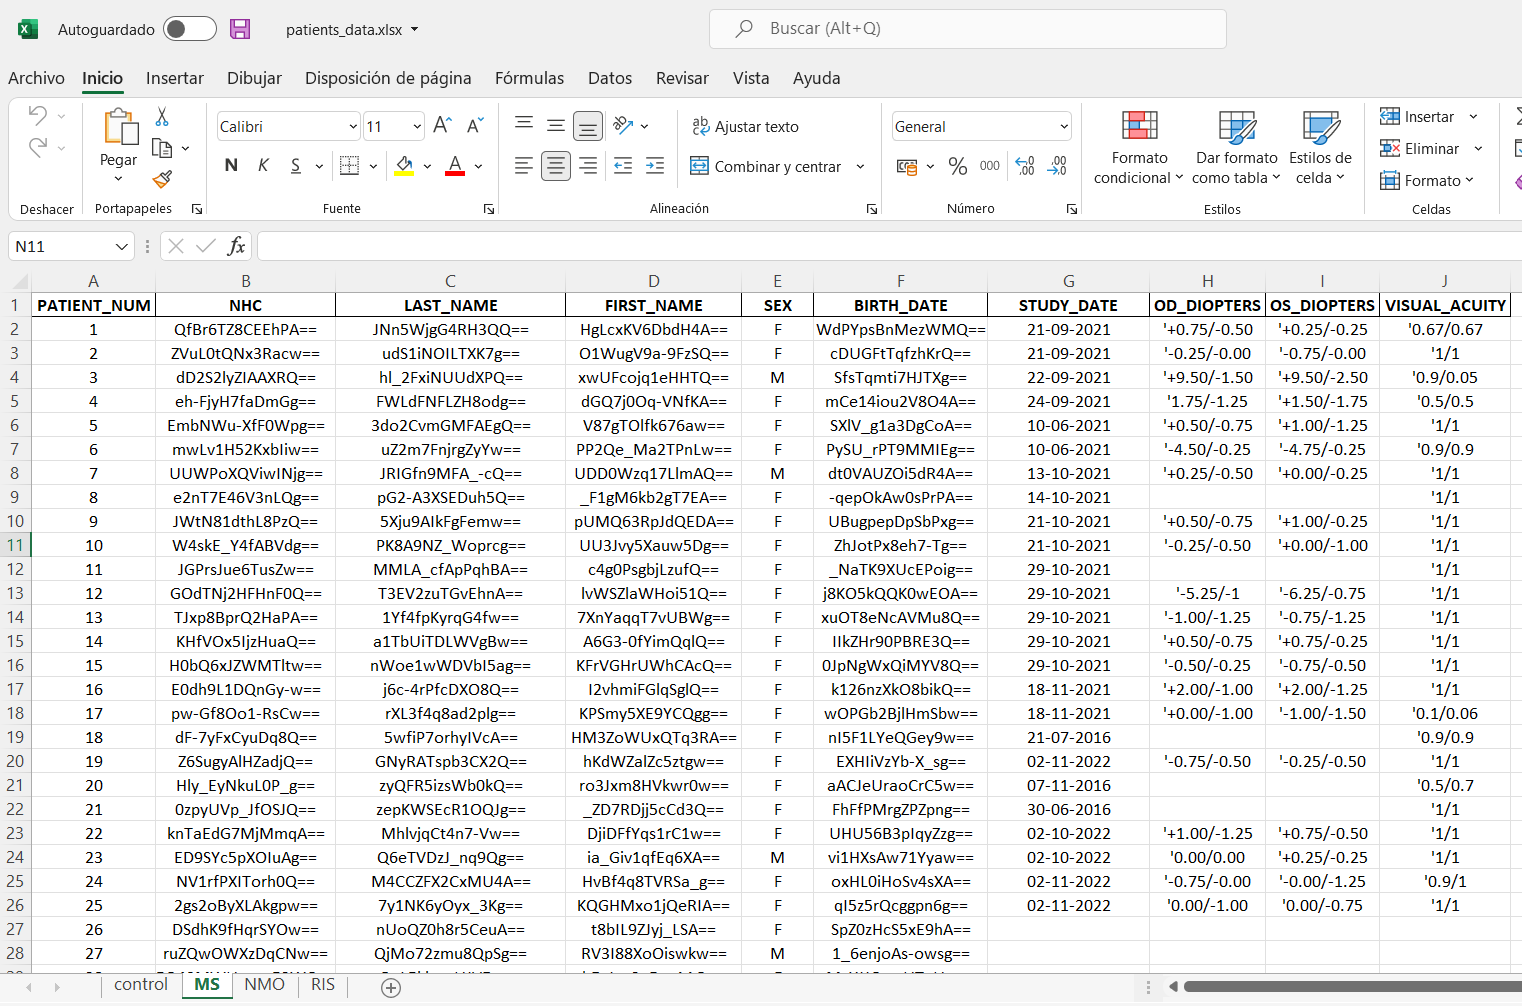 Autoguardado patients_data.xlsx Buscar (Alt+Q)
Archivo Inicio Insertar Dibujar Disposición de página Fórmulas Datos Revisar Vista Ayuda
Calibri 11 Ajustar texto General Insertar
Pegar N K S Combinar y centrar % 000 Formato condicional Dar formato como tabla Estilos de celda Eliminar
Formato
Deshacer Portapapeles Fuente Alineación Número Estilos Celdas
N11 fx
A B C D E F G H I J
1 PATIENT_NUM NHC LAST_NAME FIRST_NAME SEX BIRTH_DATE STUDY_DATE OD_DIOPTERS OS_DIOPTERS VISUAL_ACUITY
2 1 QfBr6TZ8CEEhPA== JNn5WjgG4RH3QQ== HgLcxKV6DbdH4A== F WdPYpsBnMezWMQ== 21-09-2021 '+0.75/-0.50 '+0.25/-0.25 '0.67/0.67
3 2 ZVuL0tQNx3Racw== udS1iNOILTXK7g== O1WugV9a-9FzSQ== F cDUGFtTqfzhKrQ== 21-09-2021 '-0.25/-0.00 '-0.75/-0.00 '1/1
4 3 dD2S2lyZIAAXRQ== hl_2FxiNUUdXPQ== xwUFcojq1eHHTQ== M SfsTqmti7HJTXg== 22-09-2021 '+9.50/-1.50 '+9.50/-2.50 '0.9/0.05
5 4 eh-FjyH7faDmGg== FWLdFNFLZH8odg== dGQ7j0Oq-VNfKA== F mCe14iou2V8O4A== 24-09-2021 '1.75/-1.25 '+1.50/-1.75 '0.5/0.5
6 5 EmbNWu-XfF0Wpg== 3do2CvmGMFAEgQ== V87gTOlfk676aw== F SXlV_g1a3DgCoA== 10-06-2021 '+0.50/-0.75 '+1.00/-1.25 '1/1
7 6 mwLv1H52KxbIiw== uZ2m7FnjrgZyYw== PP2Qe_Ma2TPnLw== F PySU_rPT9MMIEg== 10-06-2021 '-4.50/-0.25 '-4.75/-0.25 '0.9/0.9
8 7 UUWPoXQViwINjg== JRIGfn9MFA_-cQ== UDD0Wzq17LlmAQ== M dt0VAUZOi5dR4A== 13-10-2021 '+0.25/-0.50 '+0.00/-0.25 '1/1
9 8 e2nT7E46V3nLQg== pG2-A3XSEDuh5Q== _F1gM6kb2gT7EA== F -qepOkAw0sPrPA== 14-10-2021 '1/1
10 9 JWtN81dthL8PzQ== 5Xju9AIkFgFemw== pUMQ63RpJdQEDA== F UBugpepDpSbPxg== 21-10-2021 '+0.50/-0.75 '+1.00/-0.25 '1/1
11 10 W4skE_Y4fABVdg== PK8A9NZ_Woprcg== UU3Jvy5Xauw5Dg== F ZhJotPx8eh7-Tg== 21-10-2021 '-0.25/-0.50 '+0.00/-1.00 '1/1
12 11 JGPrsJue6TusZw== MMLA_cfApPqhBA== c4g0PsgbjLzufQ== F _NaTK9XUcEPoig== 29-10-2021 '1/1
13 12 GOdTNj2HFHnF0Q== T3EV2zuTGvEhnA== lvWSZlaWHoi51Q== F j8KO5kQQK0wEOA== 29-10-2021 '-5.25/-1 '-6.25/-0.75 '1/1
14 13 TJxp8BprQ2HaPA== 1Yf4fpKyrqG4fw== 7XnYaqqT7vUBWg== F xuOT8eNcAVMu8Q== 29-10-2021 '-1.00/-1.25 '-0.75/-1.25 '1/1
15 14 KHfVOx5IjzHuaQ== a1TbUiTDLWVgBw== A6G3-0fYimQqlQ== F IIkZHr90PBRE3Q== 29-10-2021 '+0.50/-0.75 '+0.75/-0.25 '1/1
16 15 H0bQ6xJZWMTltw== nWoe1wWDVbI5ag== KFrVGHrUWhCAcQ== F 0JpNgWxQiMYV8Q== 29-10-2021 '-0.50/-0.25 '-0.75/-0.50 '1/1
17 16 E0dh9L1DQnGy-w== j6c-4rPfcDXO8Q== I2vhmiFGlqSglQ== F k126nzXkO8bikQ== 18-11-2021 '+2.00/-1.00 '+2.00/-1.25 '1/1
18 17 pw-Gf8Oo1-RsCw== rXL3f4q8ad2plg== KPSmy5XE9YCQgg== F wOPGb2BjlHmSbw== 18-11-2021 '+0.00/-1.00 '-1.00/-1.50 '0.1/0.06
19 18 dF-7yFxCyuDq8Q== 5wfiP7orhyIVcA== HM3ZoWUxQTq3RA== F nI5F1LYeQGey9w== 21-07-2016 '0.9/0.9
20 19 Z6SugyAlHZadjQ== GNyRATspb3CX2Q== hKdWZalZc5ztgw== F EXHIiVzYb-X_sg== 02-11-2022 '-0.75/-0.50 '-0.25/-0.50 '1/1
21 20 Hly_EyNkuL0P_g== zyQFR5izsWb0kQ== ro3Jxm8HVkwr0w== F aACJeUraoCrC5w== 07-11-2016 '0.5/0.7
22 21 0zpyUVp_JfOSJQ== zepKWSEcR1OQJg== _ZD7RDjj5cCd3Q== F FhFfPMrgZPZpng== 30-06-2016 '1/1
23 22 knTaEdG7MjMmqA== MhlvjqCt4n7-Vw== DjiDFfYqs1rC1w== F UHU56B3pIqyZzg== 02-10-2022 '+1.00/-1.25 '+0.75/-0.50 '1/1
24 23 ED9SYc5pXOIuAg== Q6eTVDzJ_nq9Qg== ia_Giv1qfEq6XA== M vi1HXsAw71Yyaw== 02-10-2022 '0.00/0.00 '+0.25/-0.25 '1/1
25 24 NV1rfPXITorh0Q== M4CCZFX2CxMU4A== HvBf4q8TVRSa_g== F oxHL0iHoSv4sXA== 02-11-2022 '-0.75/-0.00 '-0.00/-1.25 '0.9/1
26 25 2gs2oByXLAkgpw== 7y1NK6yOyx_3Kg== KQGHMxo1jQeRIA== F qI5z5rQcggpn6g== 02-11-2022 '0.00/-1.00 '0.00/-0.75 '1/1
27 26 DSdhK9fHqrSYOw== nUoQZ0h8r5CeuA== t8bIL9ZJyj_LSA== F SpZ0zHcS5xE9hA==
28 27 ruZQwOWXzDqCNw== QjMo72zmu8QpSg== RV3I88XoOiswkw== M 1_6enjoAs-owsg==
control MS NMO RIS